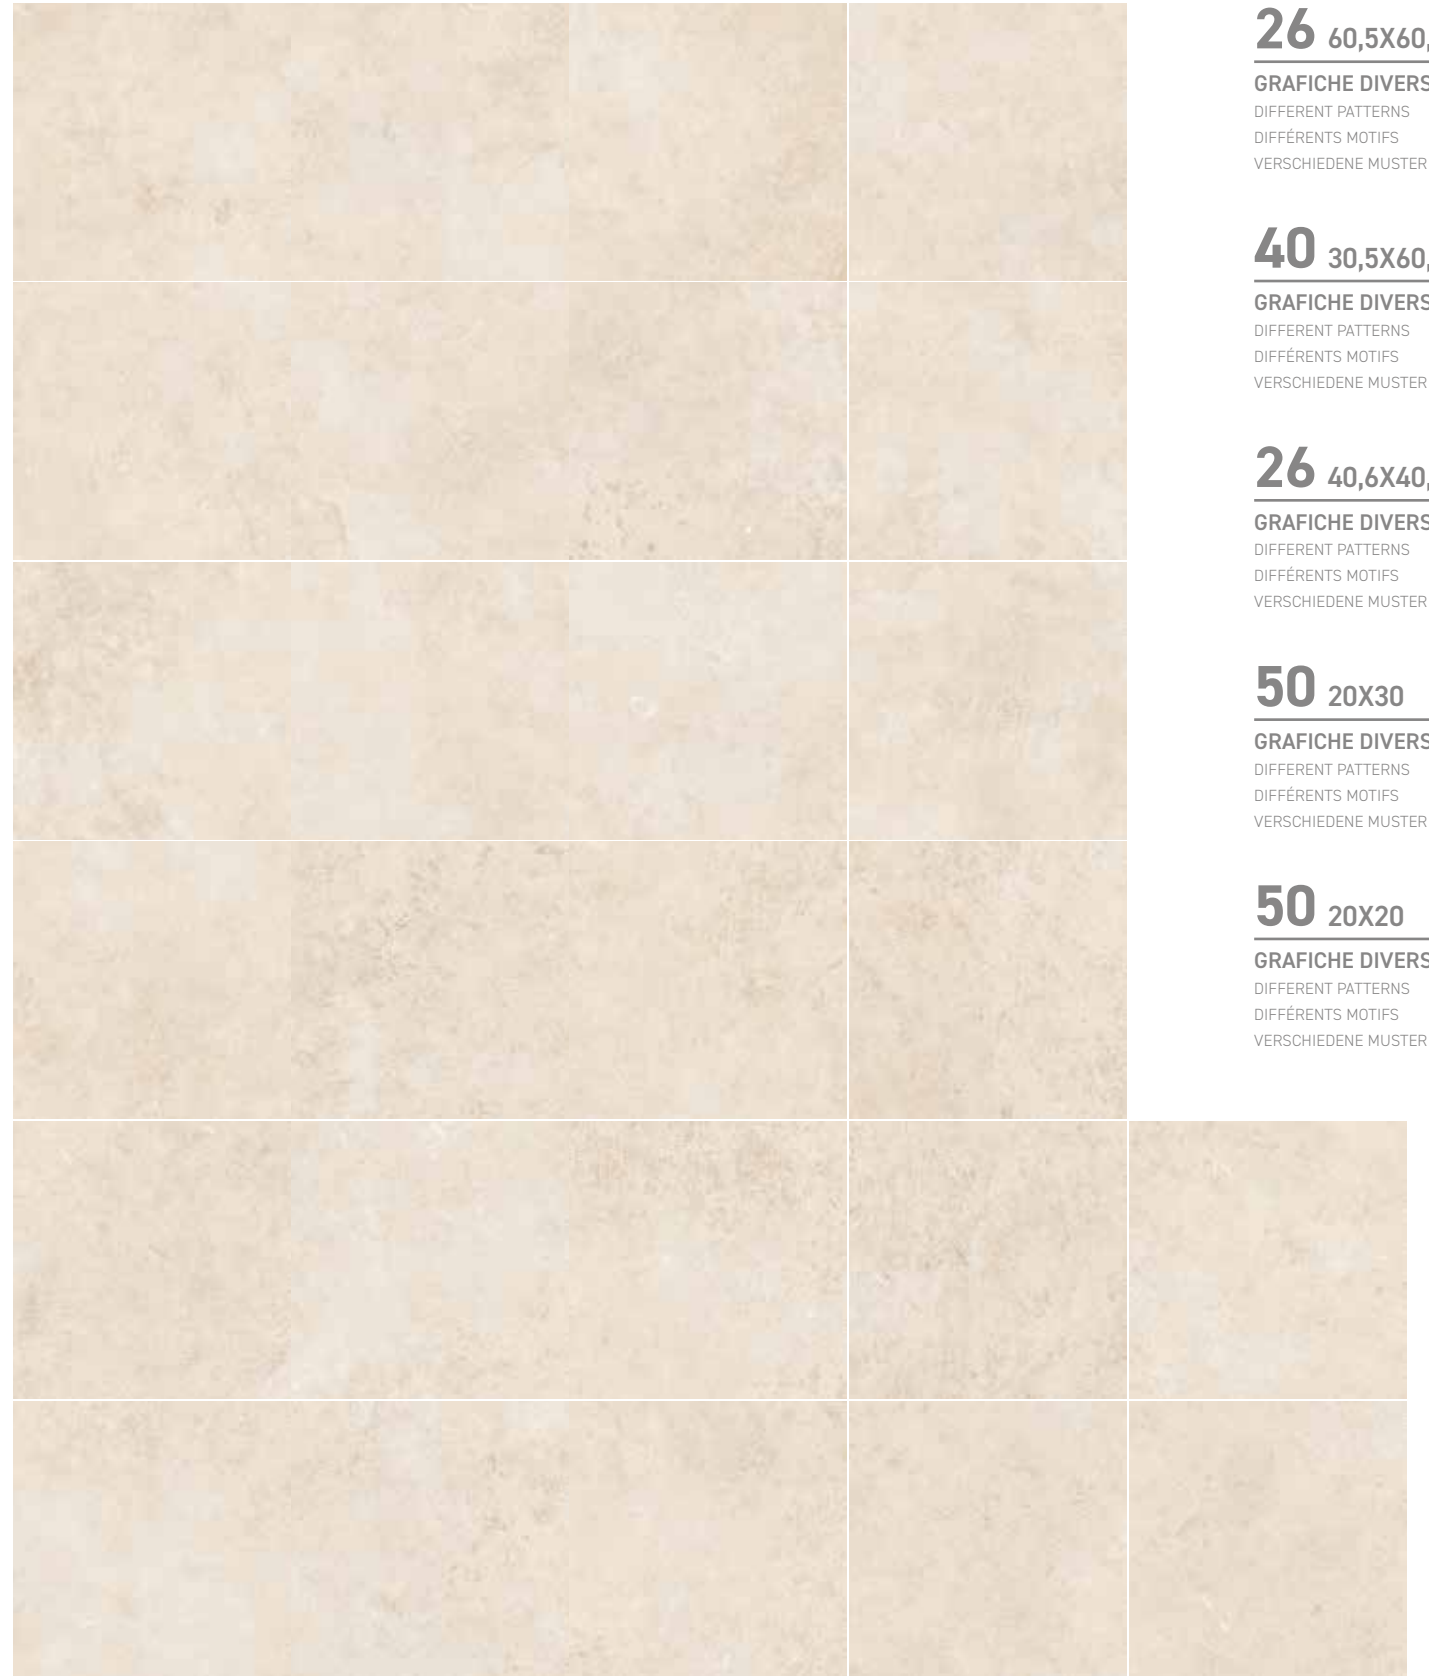 26 60,5X60,
GRAFICHE DIVERS
DIFFERENT PATTERNS
DIFFÉRENTS MOTIFS
VERSCHIEDENE MUSTER
40 30,5X60,
GRAFICHE DIVERS
DIFFERENT PATTERNS
DIFFÉRENTS MOTIFS
VERSCHIEDENE MUSTER
26 40,6X40,
GRAFICHE DIVERS
DIFFERENT PATTERNS
DIFFÉRENTS MOTIFS
VERSCHIEDENE MUSTER
50 20X30
GRAFICHE DIVERS
DIFFERENT PATTERNS
DIFFÉRENTS MOTIFS
VERSCHIEDENE MUSTER
50 20X20
GRAFICHE DIVERS
DIFFERENT PATTERNS
DIFFÉRENTS MOTIFS
VERSCHIEDENE MUSTER